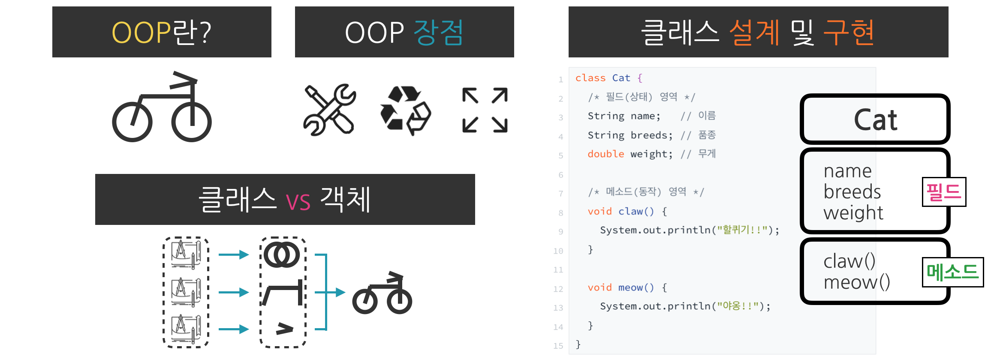 OOP란?
OOP 장점
클래스 vs 객체
클래스 설계 및 구현
1 class Cat {
2 /* 필드(상태) 영역 */
3 String name; // 이름
4 String breeds; // 품종
5 double weight; // 무게
6
7 /* 메소드(동작) 영역 */
8 void claw() {
9 System.out.println("할퀴기!!");
10 }
11
12 void meow() {
13 System.out.println("야옹!!");
14 }
15 }
Cat
name
breeds
weight
필드
claw()
meow()
메소드